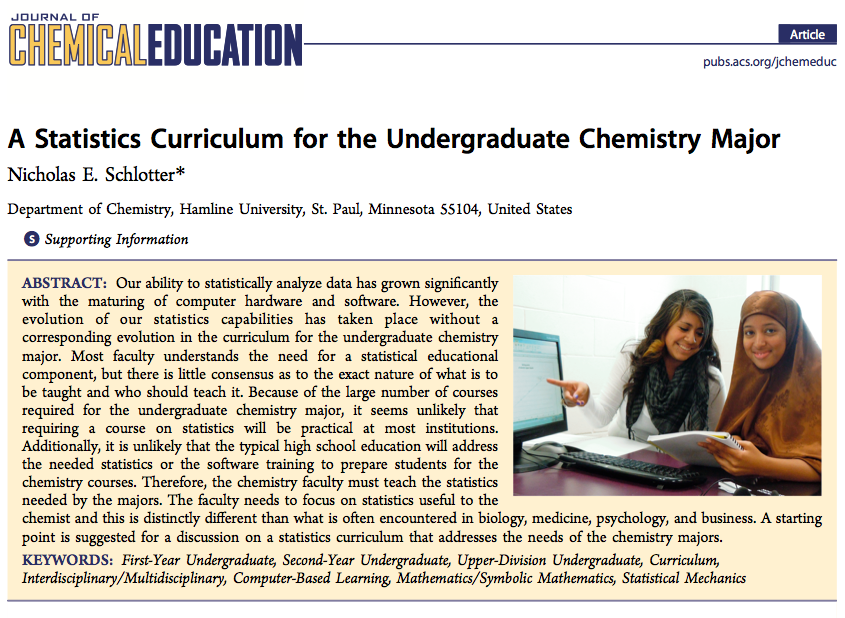 JOURNAL OF
CHEMICALEDUCATION
Article
pubs.acs.org/jchemeduc
A Statistics Curriculum for the Undergraduate Chemistry Major
Nicholas E. Schlotter*
Department of Chemistry, Hamline University, St. Paul, Minnesota 55104, United States
S Supporting Information
ABSTRACT: Our ability to statistically analyze data has grown significantly
with the maturing of computer hardware and software. However, the
evolution of our statistics capabilities has taken place without a
corresponding evolution in the curriculum for the undergraduate chemistry
major. Most faculty understands the need for a statistical educational
component, but there is little consensus as to the exact nature of what is to
be taught and who should teach it. Because of the large number of courses
required for the undergraduate chemistry major, it seems unlikely that
requiring a course on statistics will be practical at most institutions.
Additionally, it is unlikely that the typical high school education will address
the needed statistics or the software training to prepare students for the
chemistry courses. Therefore, the chemistry faculty must teach the statistics
needed by the majors. The faculty needs to focus on statistics useful to the
chemist and this is distinctly different than what is often encountered in biology, medicine, psychology, and business. A starting
point is suggested for a discussion on a statistics curriculum that addresses the needs of the chemistry majors.
KEYWORDS: First-Year Undergraduate, Second-Year Undergraduate, Upper-Division Undergraduate, Curriculum,
Interdisciplinary/Multidisciplinary, Computer-Based Learning, Mathematics/Symbolic Mathematics, Statistical Mechanics